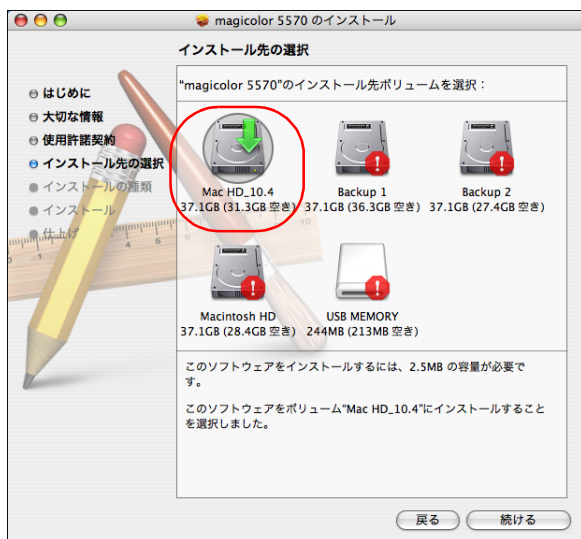 magicolor 5570 のインストール
インストール先の選択
はじめに
大切な情報
使用許諾契約
インストール先の選択
インストールの種類
インストール
仕上げ
"magicolor 5570"のインストール先ボリュームを選択：
Mac HD_10.4
37.1GB (31.3GB 空き)
Backup 1
37.1GB (36.3GB 空き)
Backup 2
37.1GB (27.4GB 空き)
Macintosh HD
37.1GB (28.4GB 空き)
USB MEMORY
244MB (213MB 空き)
このソフトウェアをインストールするには、2.5MB の容量が必要で
す。
このソフトウェアをボリューム"Mac HD_10.4"にインストールすること
を選択しました。
戻る
続ける